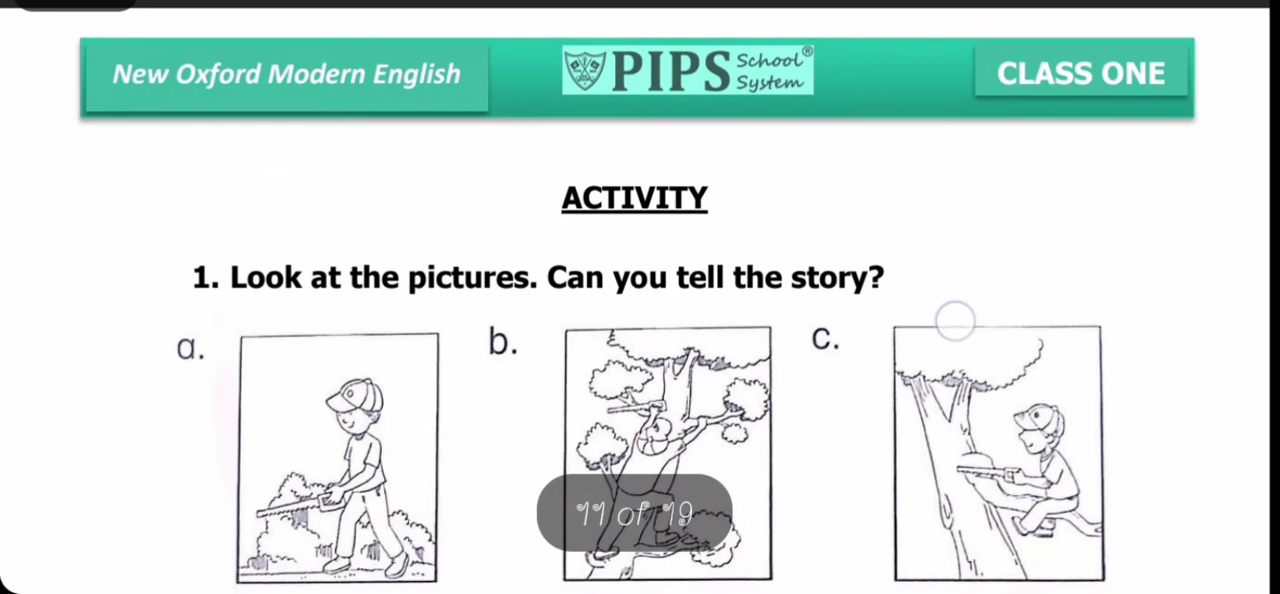 New Oxford Modern English
PIPS School® System
CLASS ONE
ACTIVITY
1. Look at the pictures. Can you tell the story?
a.
b.
c.
11 of 19